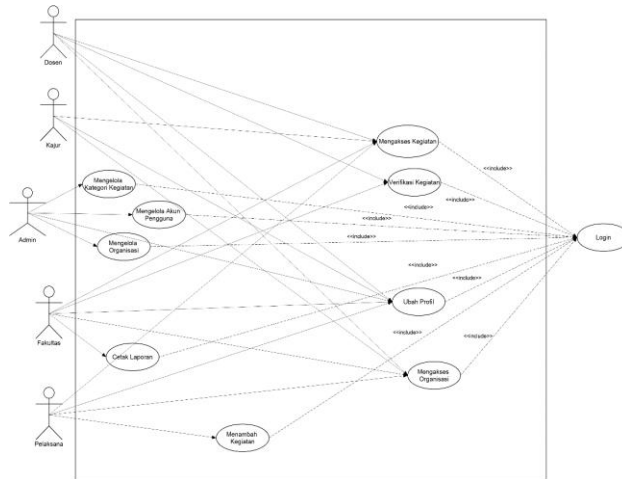 Dosen
Kajur
Mengakses Kegiatan
<<include>>
Mengelola
Kategori Kegiatan
Verifikasi Kegiatan
<<include>>
<<include>>
Admin
Mengelola Akun
Pengguna
<<include>>
Mengelola
Organisasi
<<include>>
Login
<<include>>
<<include>>
Ubah Profil
Fakultas
<<include>>
Cetak Laporan
<<include>>
Mengakses
Organisasi
Pelaksana
Menambah
Kegiatan